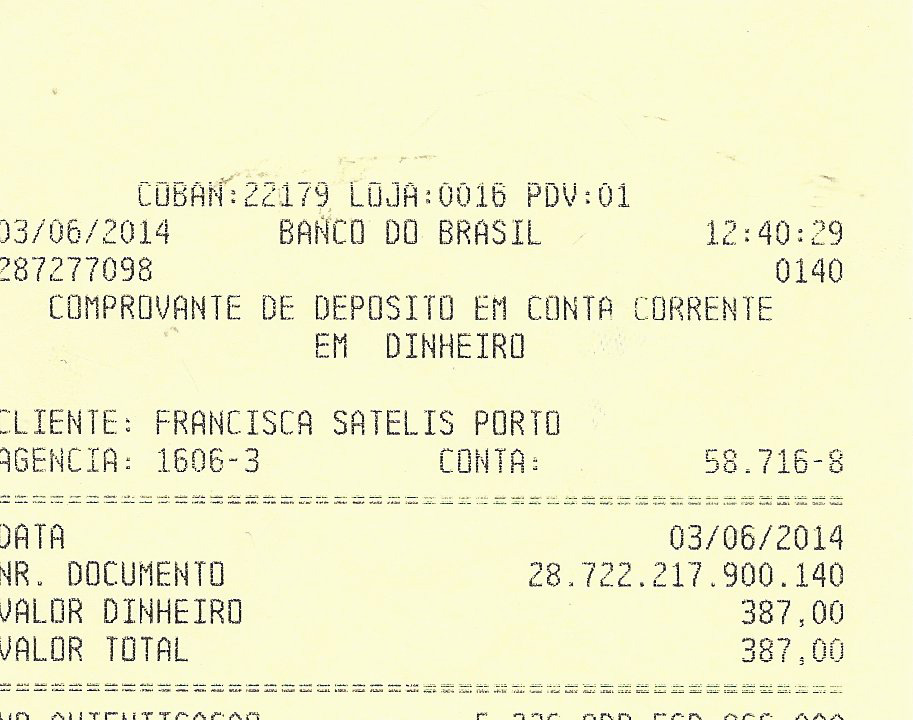 COBAN:22179 LOJA:0016 PDV:01
03/06/2014 BANCO DO BRASIL 12:40:29
287277098 0140
COMPROVANTE DE DEPOSITO EM CONTA CORRENTE
EM DINHEIRO
CLIENTE: FRANCISCA SATELIS PORTO
AGENCIA: 1606-3 CONTA: 58.716-8
================================================
DATA 03/06/2014
NR. DOCUMENTO 28.722.217.900.140
VALOR DINHEIRO 387,00
VALOR TOTAL 387,00
================================================